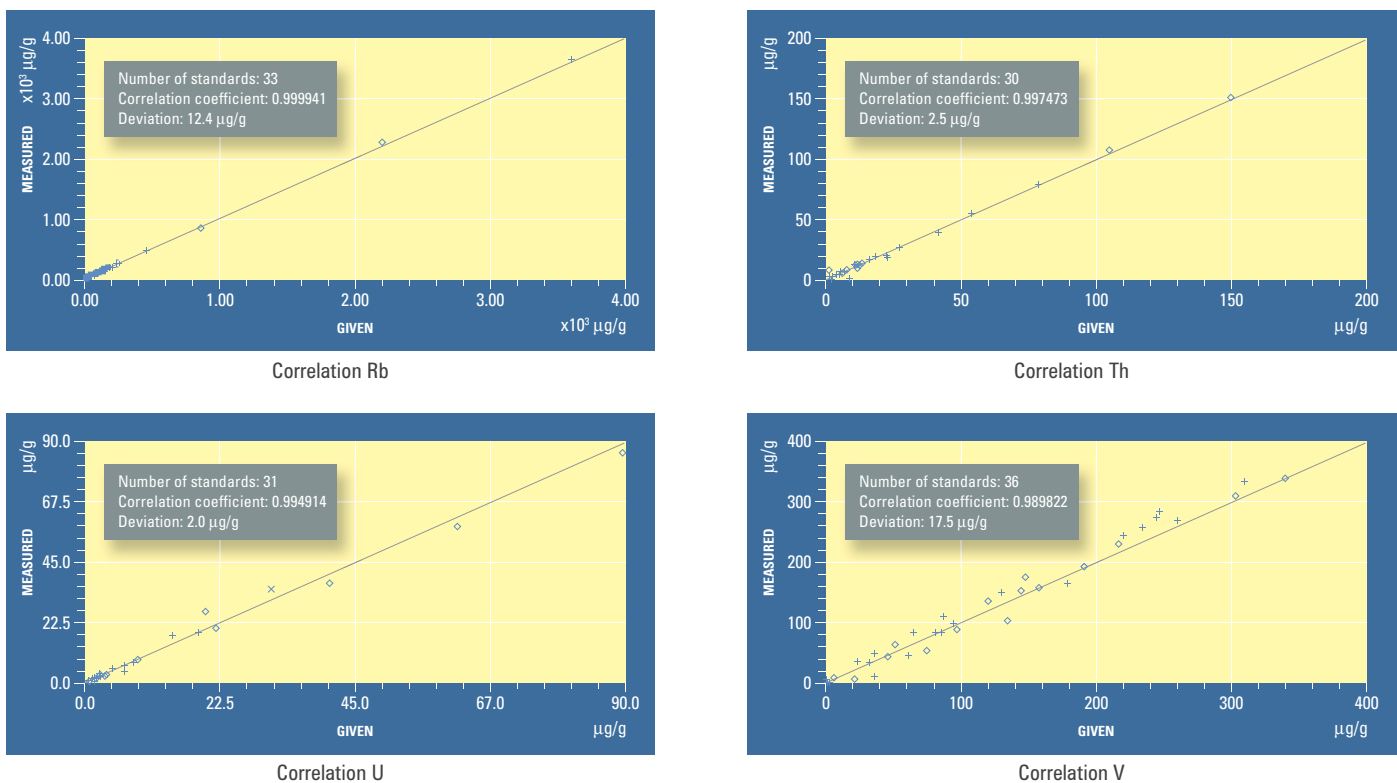 4.00
3.00
2.00
1.00
0.00
x10³ µg/g
MEASURED
Number of standards: 33
Correlation coefficient: 0.999941
Deviation: 12.4 µg/g
0.00 1.00 2.00 3.00 4.00
GIVEN
x10³ µg/g
Correlation Rb
200
150
100
50
0
µg/g
MEASURED
Number of standards: 30
Correlation coefficient: 0.997473
Deviation: 2.5 µg/g
0 50 100 150 200
GIVEN
µg/g
Correlation Th
90.0
67.5
45.0
22.5
0.0
µg/g
MEASURED
Number of standards: 31
Correlation coefficient: 0.994914
Deviation: 2.0 µg/g
0.0 22.5 45.0 67.0 90.0
GIVEN
µg/g
Correlation U
400
300
200
100
0
µg/g
MEASURED
Number of standards: 36
Correlation coefficient: 0.989822
Deviation: 17.5 µg/g
0 100 200 300 400
GIVEN
µg/g
Correlation V